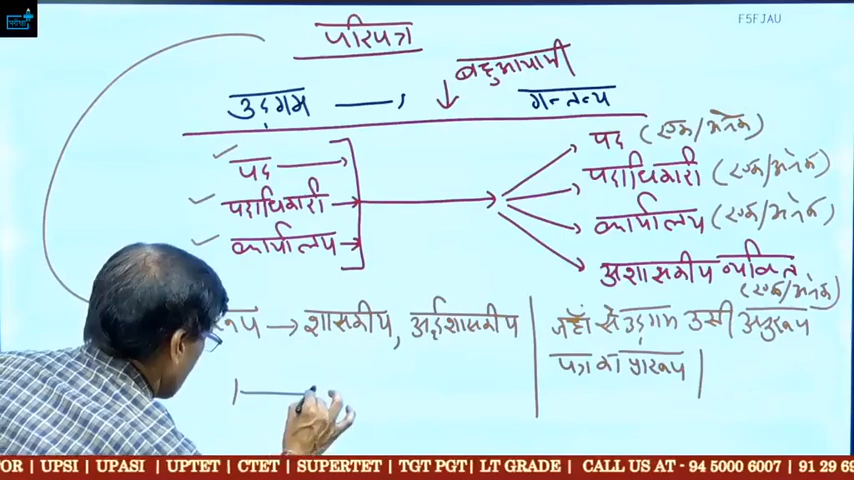 परीक्षा
F5FJAU
परिपत्र
बहुआयामी
उद्गम → गन्तव्य
पद
पदाधिकारी
कार्यालय
पद (एक/अनेक)
पदाधिकारी (एक/अनेक)
कार्यालय (एक/अनेक)
अशासकीय व्यक्ति
(एक/अनेक)
रूप → शासकीय, अर्द्धशासकीय
जहाँ से उद्गम उसी अनुरूप
पत्र का प्रारूप
OR | UPSI | UPASI | UPTET | CTET | SUPERTET | TGT PGT| LT GRADE | CALL US AT - 94 5000 6007 | 91 29 69